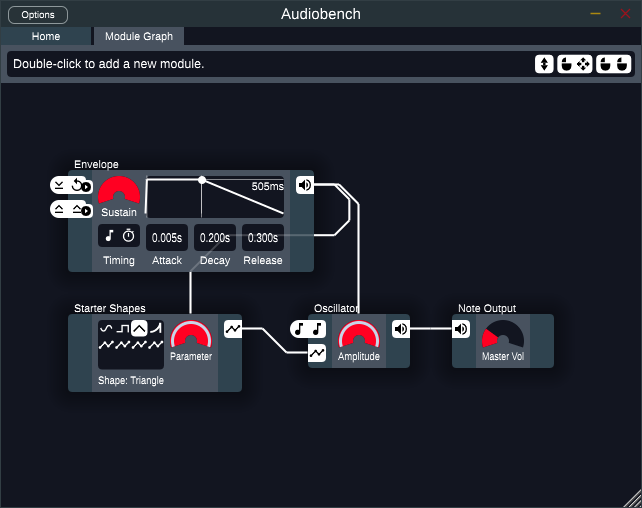 Options
Audiobench
Home
Module Graph
Double-click to add a new module.
Envelope
505ms
Sustain
0.005s
0.200s
0.300s
Timing
Attack
Decay
Release
Starter Shapes
Parameter
Shape: Triangle
Oscillator
Amplitude
Note Output
Master Vol